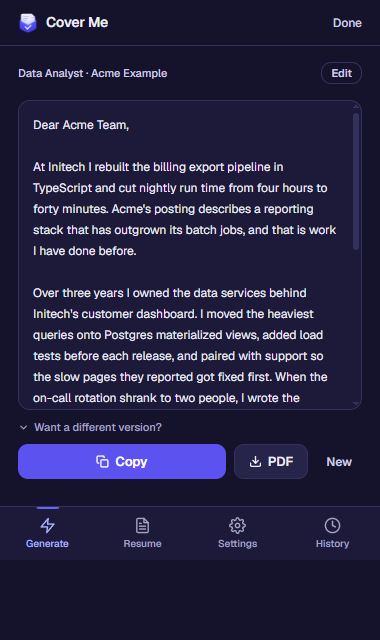 Cover Me
Done
Data Analyst · Acme Example
Edit
Dear Acme Team,
At Initech I rebuilt the billing export pipeline in
TypeScript and cut nightly run time from four hours to
forty minutes. Acme's posting describes a reporting
stack that has outgrown its batch jobs, and that is work
I have done before.
Over three years I owned the data services behind
Initech's customer dashboard. I moved the heaviest
queries onto Postgres materialized views, added load
tests before each release, and paired with support so
the slow pages they reported got fixed first. When the
on-call rotation shrank to two people, I wrote the
Want a different version?
Copy
PDF
New
Generate
Resume
Settings
History